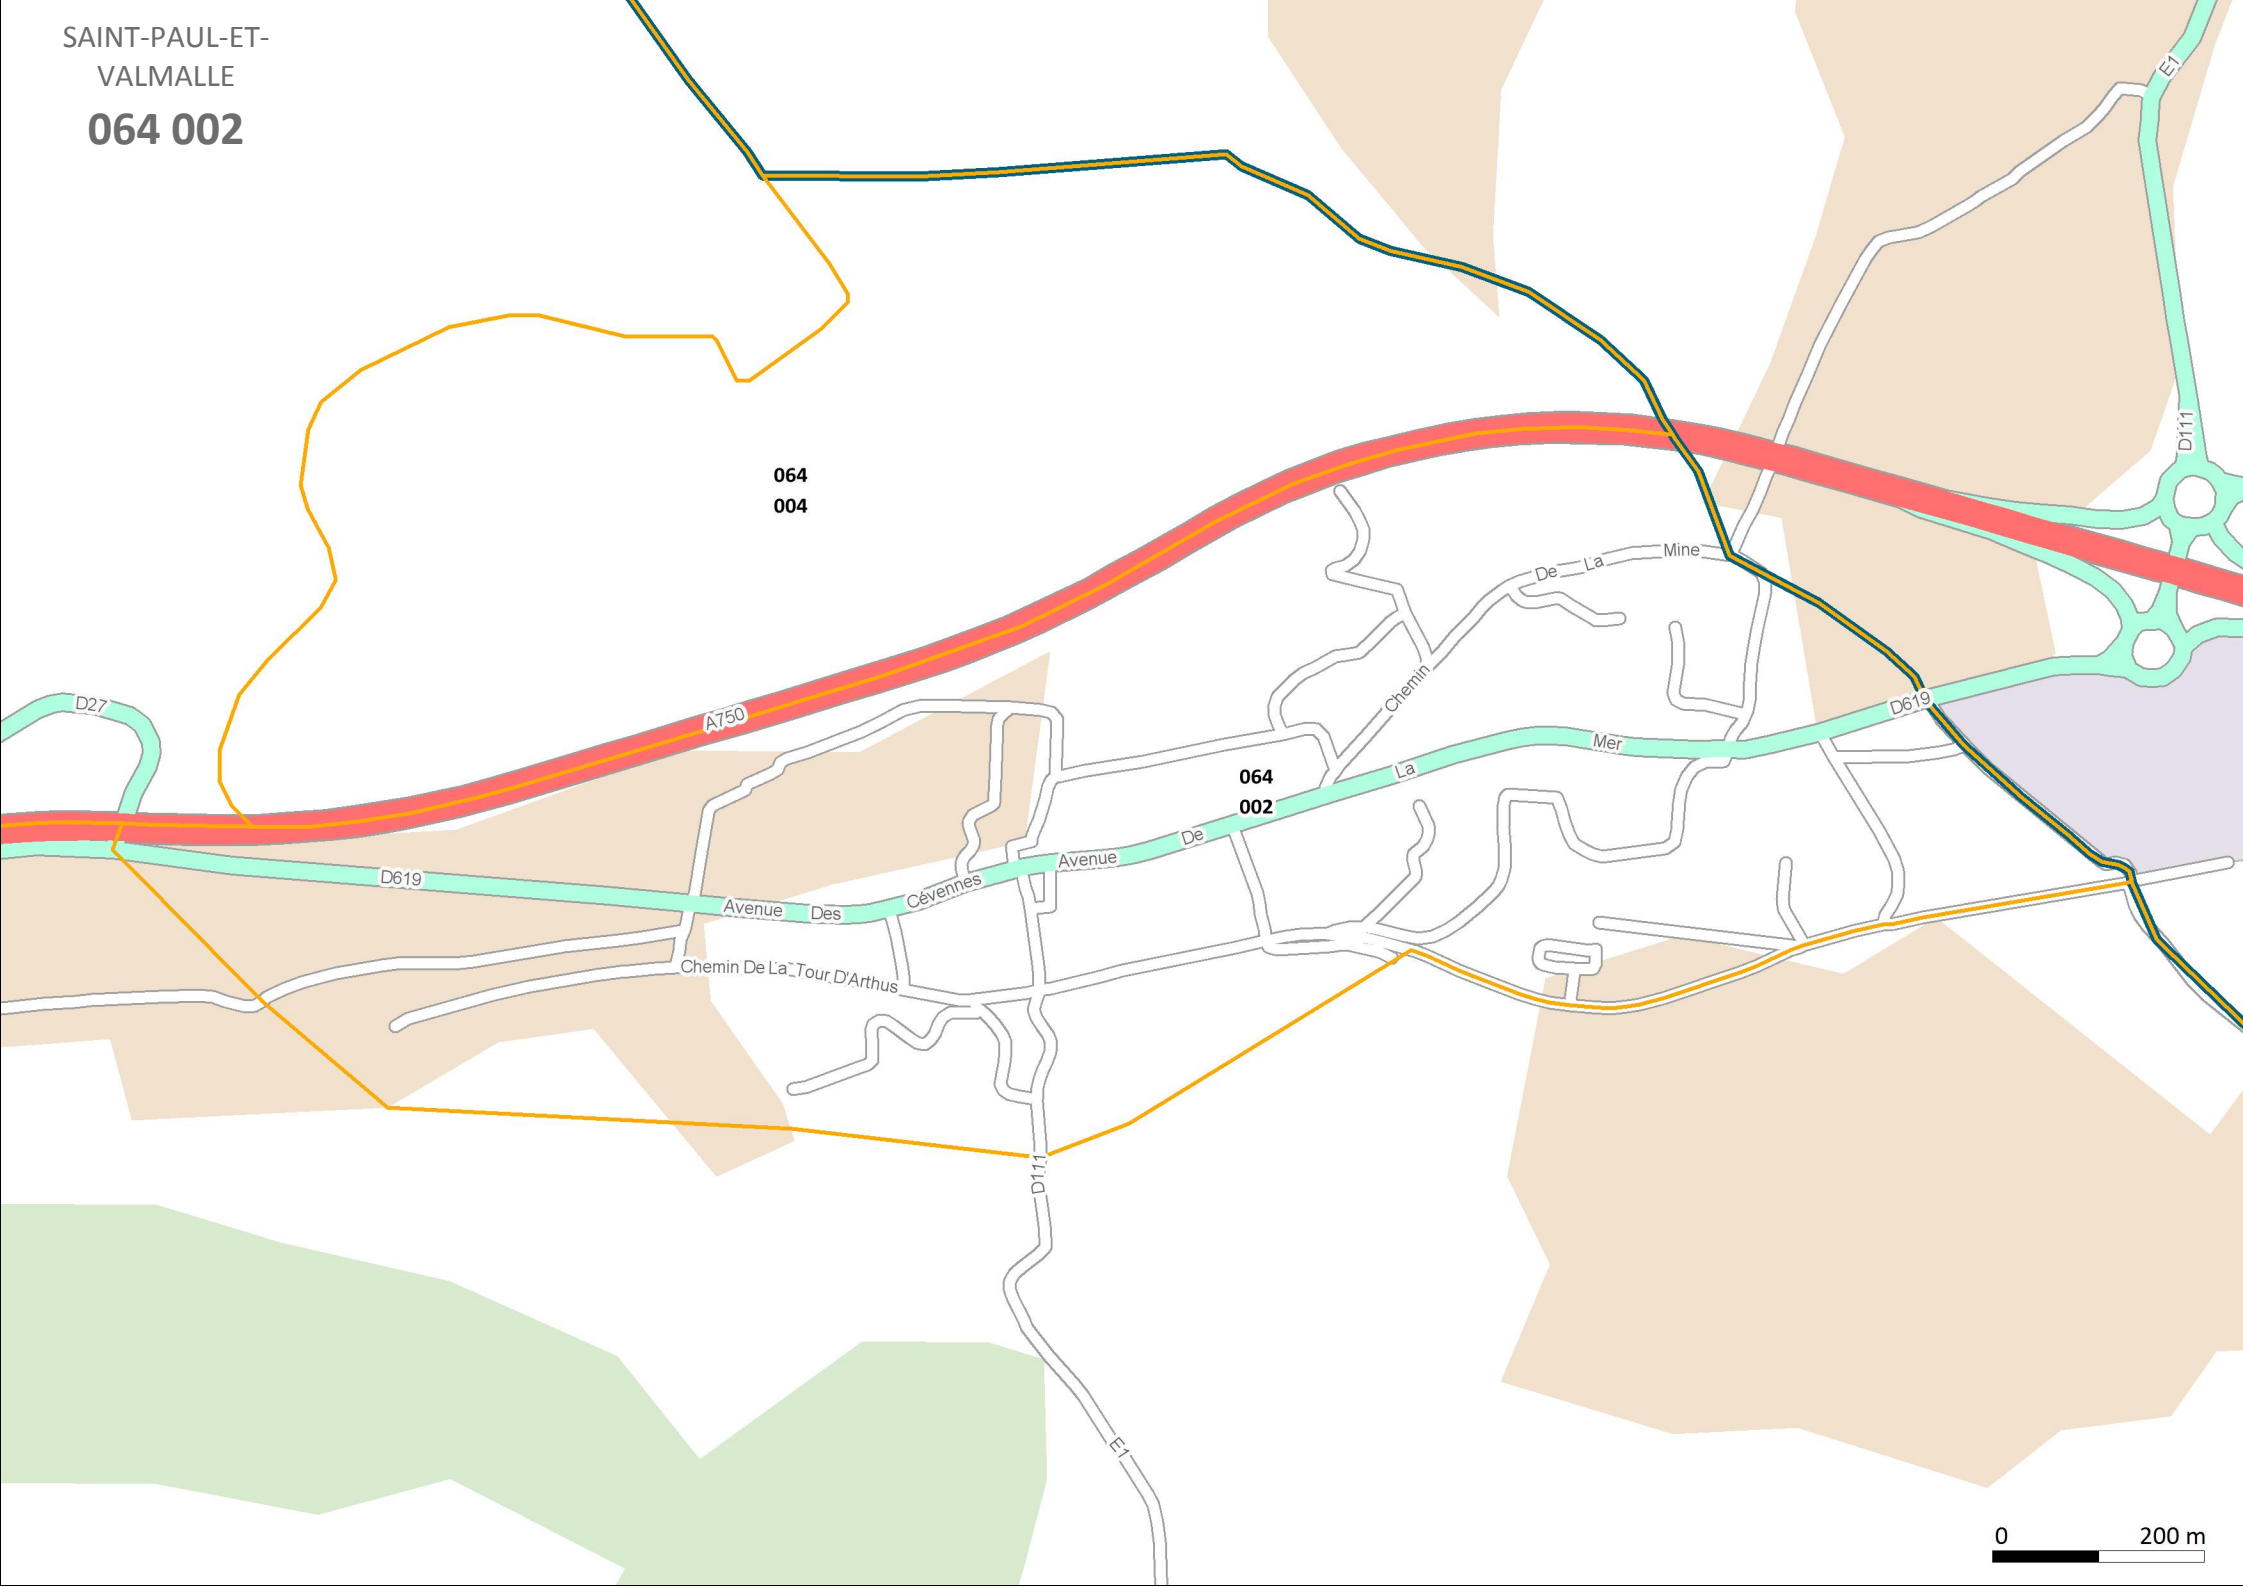 SAINT-PAUL-ET-
VALMALLE
064 002
E1
D111
064
004
De La Mine
Chemin
D27
A750
D619
Mer
La
064
002
De
Avenue
D619
Cévennes
Avenue Des
Chemin De La Tour D'Arthus
D111
E1
0 200 m